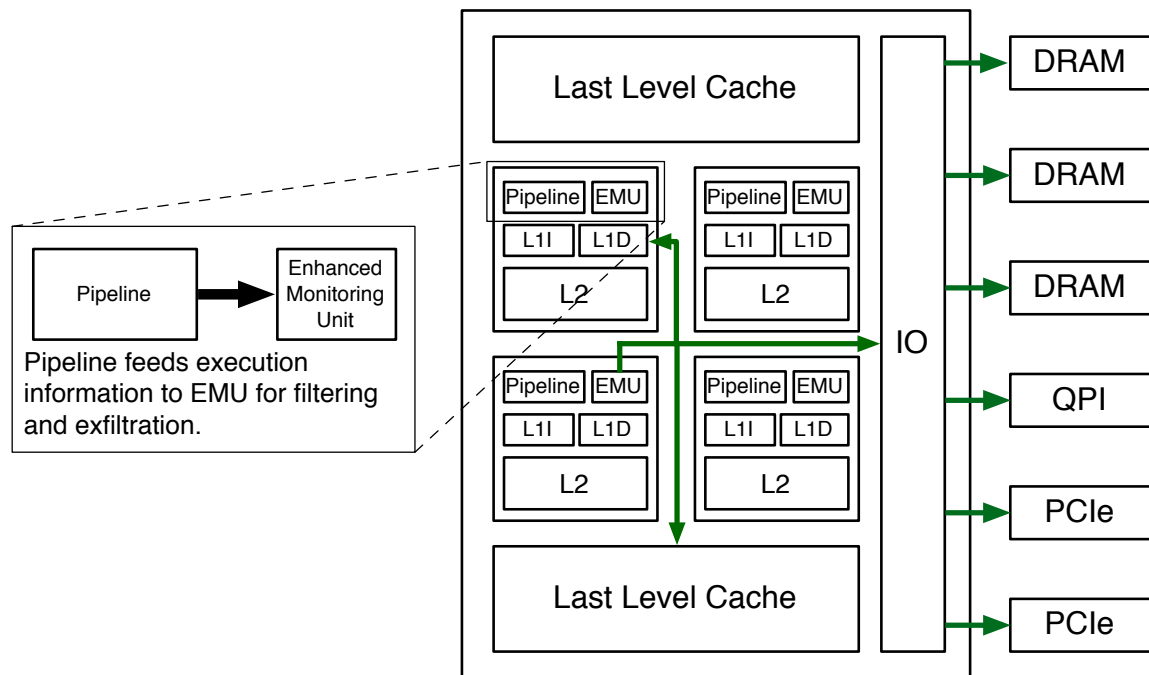 Last Level Cache
Pipeline EMU
L1I L1D
L2
Pipeline EMU
L1I L1D
L2
Pipeline
Enhanced
Monitoring
Unit
Pipeline feeds execution
information to EMU for filtering
and exfiltration.
Pipeline EMU
L1I L1D
L2
Pipeline EMU
L1I L1D
L2
Last Level Cache
IO
DRAM
DRAM
DRAM
QPI
PCIe
PCIe